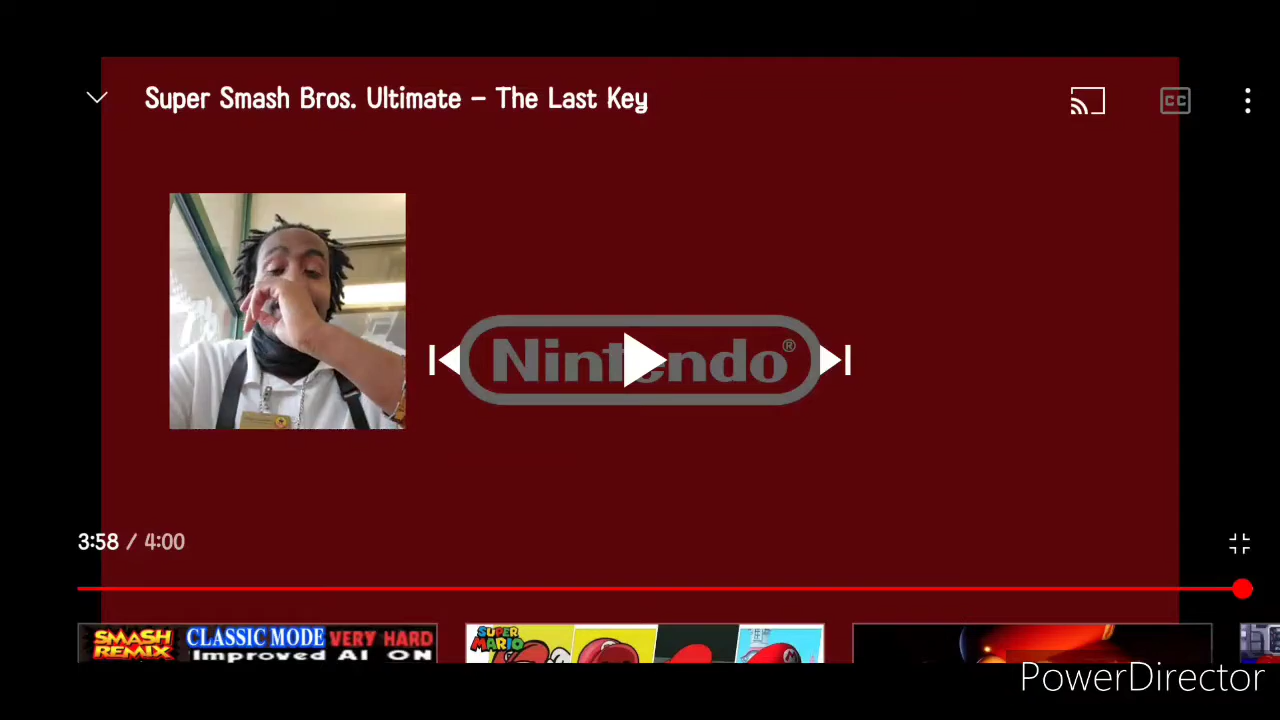 Super Smash Bros. Ultimate – The Last Key
CC
Nintendo®
3:58 / 4:00
SMASH REMIX
CLASSIC MODE VERY HARD
Improved AI ON
SUPER MARIO
PowerDirector